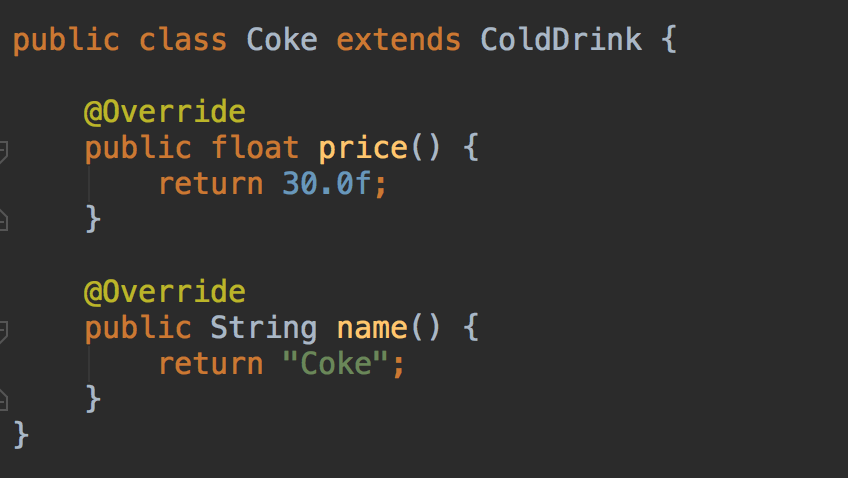 public class Coke extends ColdDrink {
@Override
public float price() {
return 30.0f;
}
@Override
public String name() {
return "Coke";
}
}